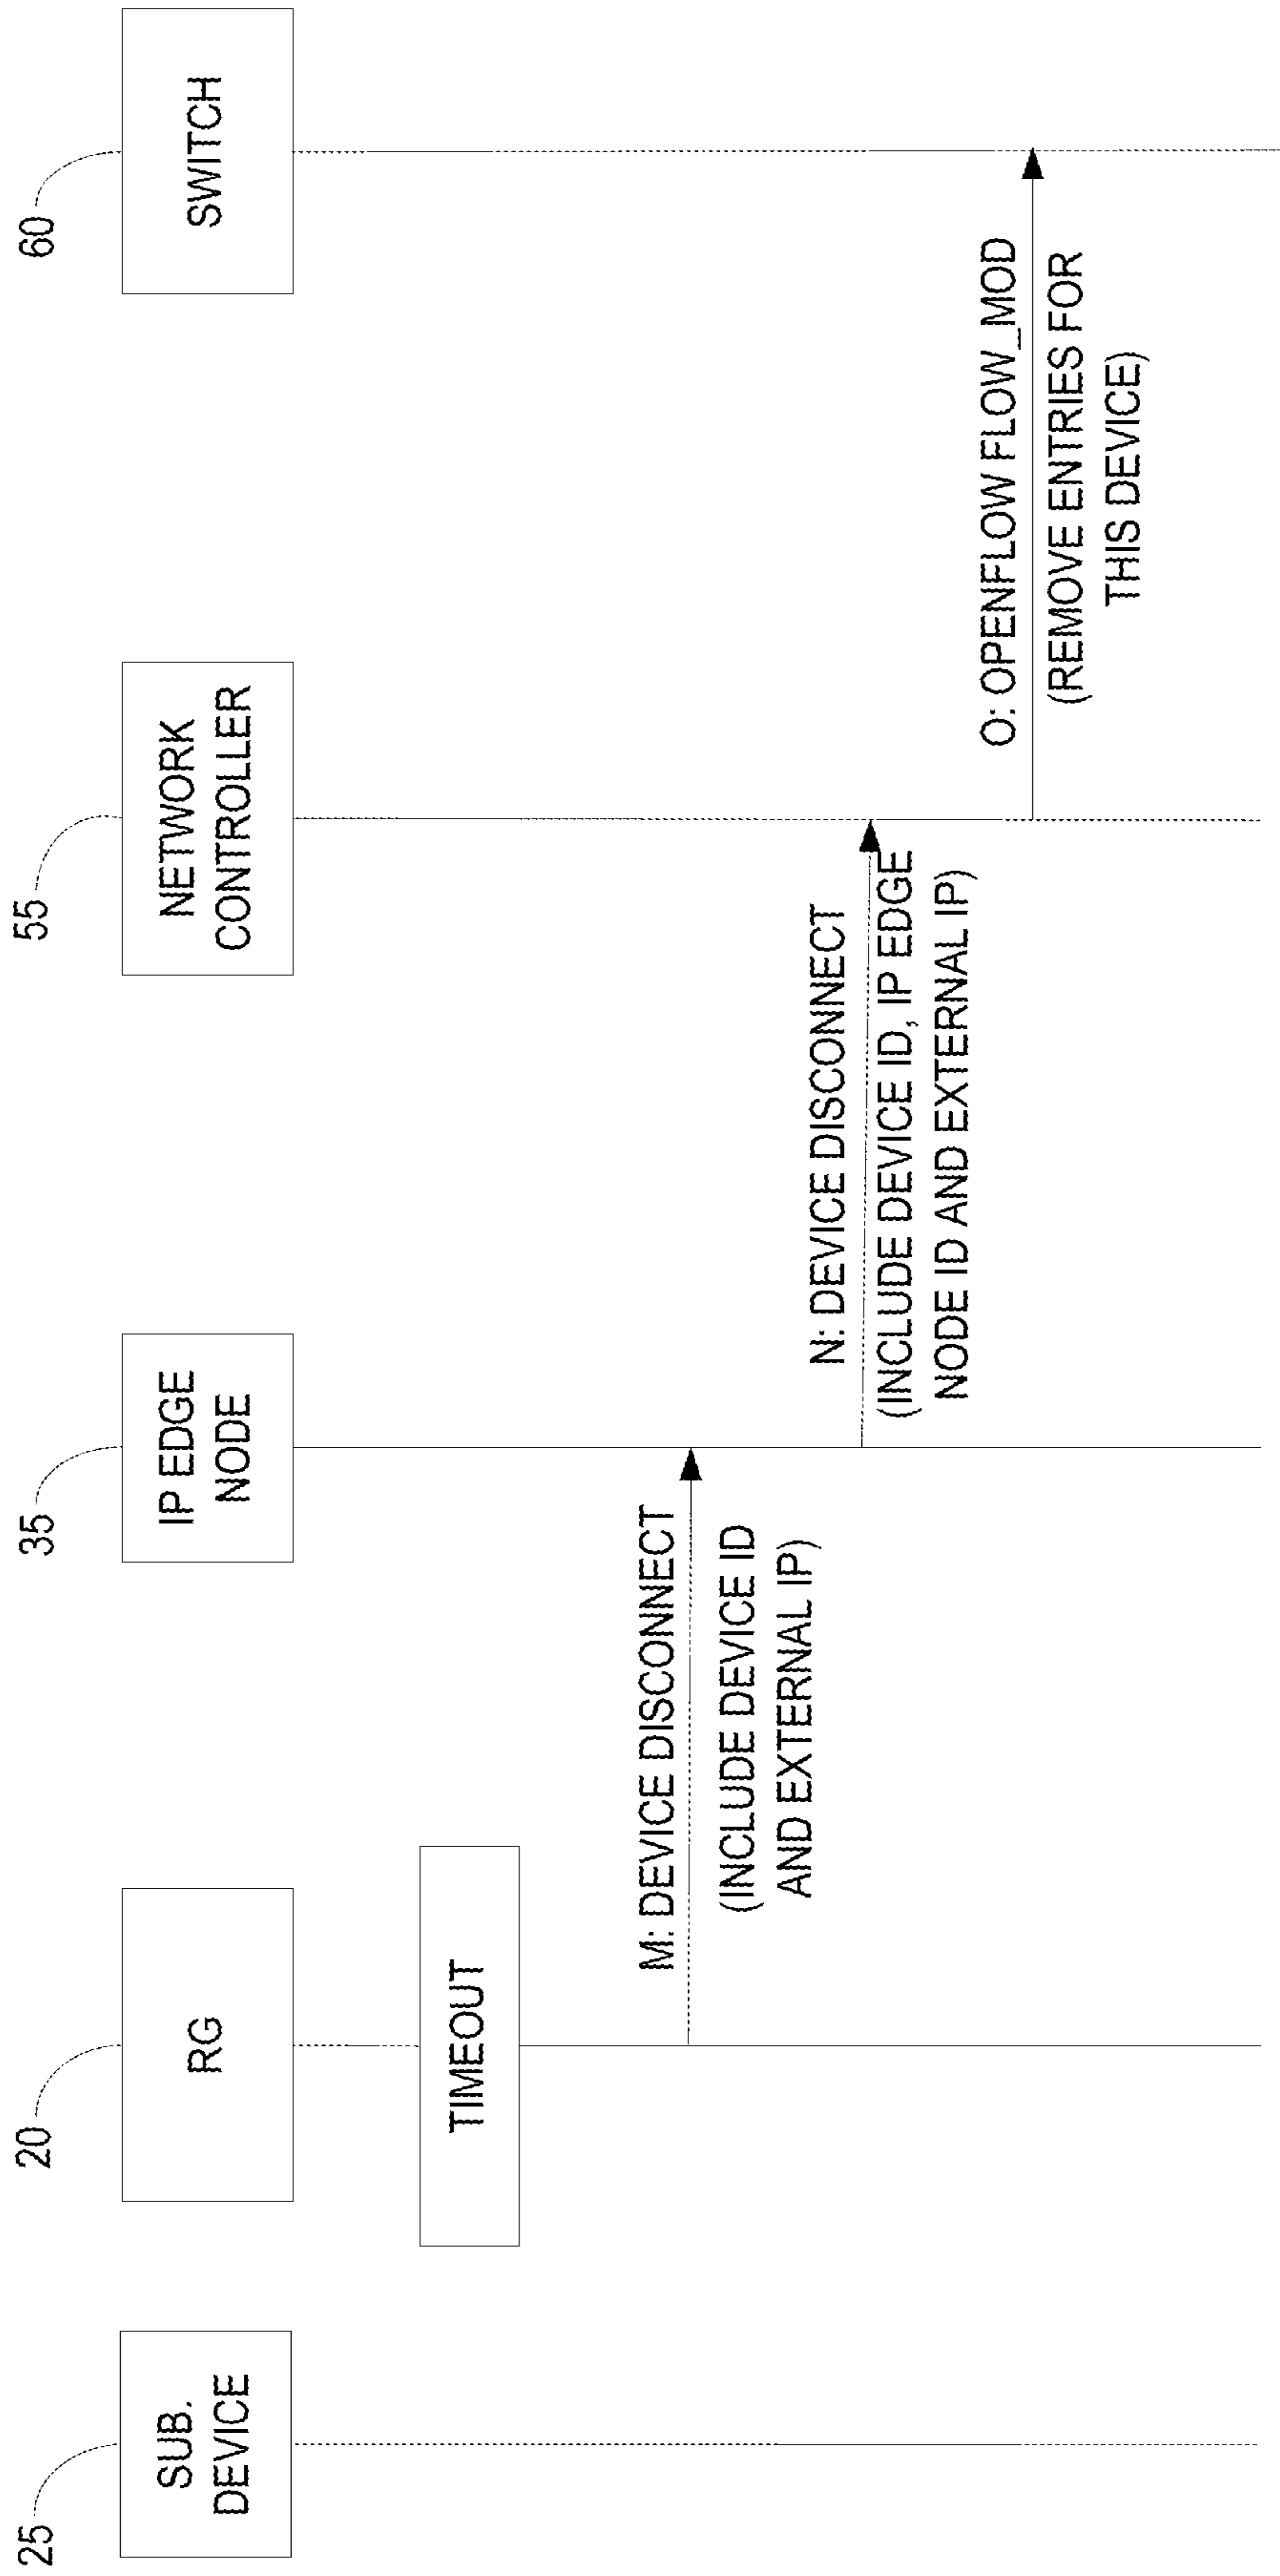 25
20
35
55
60
SUB.
DEVICE
RG
IP EDGE
NODE
NETWORK
CONTROLLER
SWITCH
TIMEOUT
M: DEVICE DISCONNECT
(INCLUDE DEVICE ID
AND EXTERNAL IP)
N: DEVICE DISCONNECT
(INCLUDE DEVICE ID, IP EDGE
NODE ID AND EXTERNAL IP)
O: OPENFLOW FLOW_MOD
(REMOVE ENTRIES FOR
THIS DEVICE)